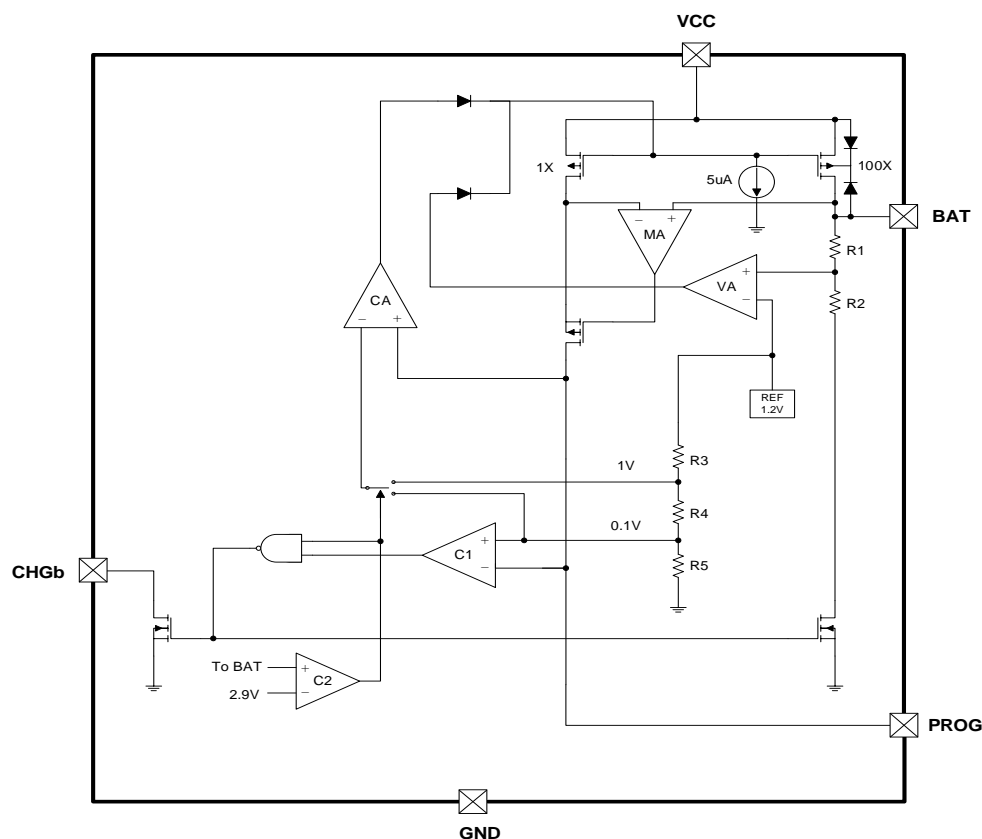 VCC
1X
100X
5uA
BAT
− +
MA
R1
+
VA
−
R2
CA
− +
REF
1.2V
R3
1V
R4
0.1V
+
C1
−
R5
CHGb
To BAT
+
C2
2.9V
−
PROG
GND